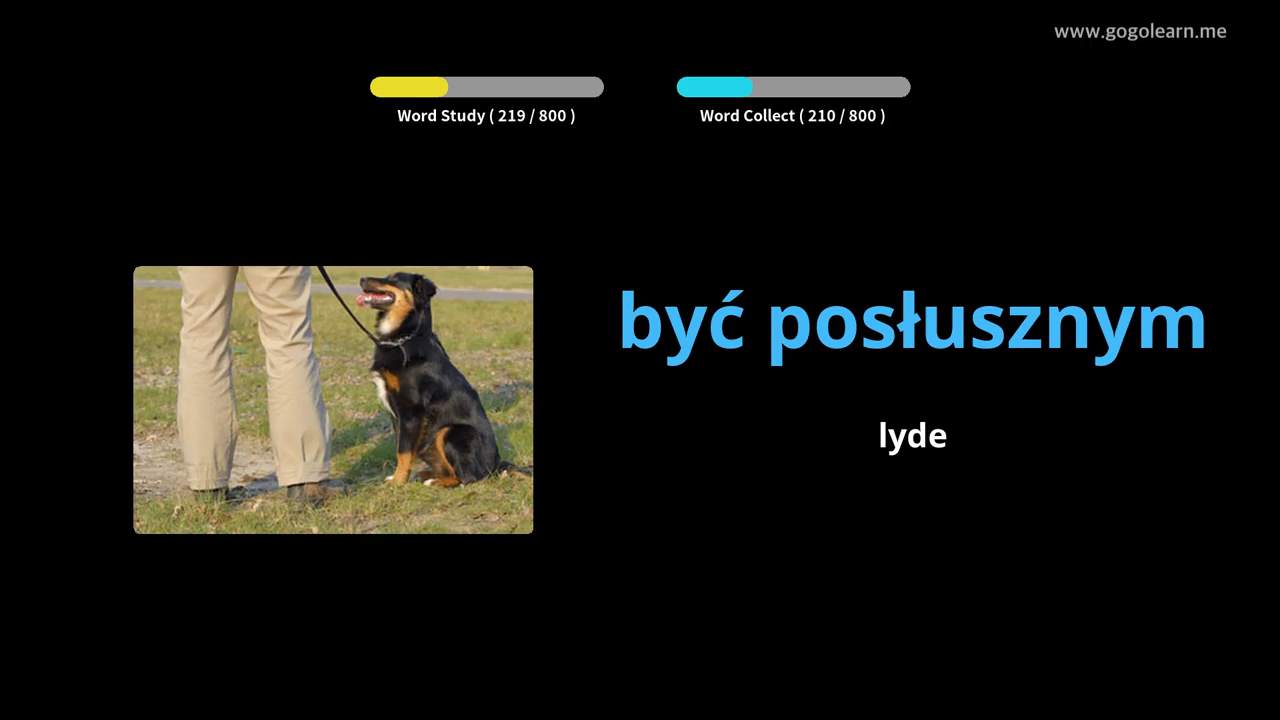 www.gogolearn.me
Word Study ( 219 / 800 )
Word Collect ( 210 / 800 )
być posłusznym
lyde